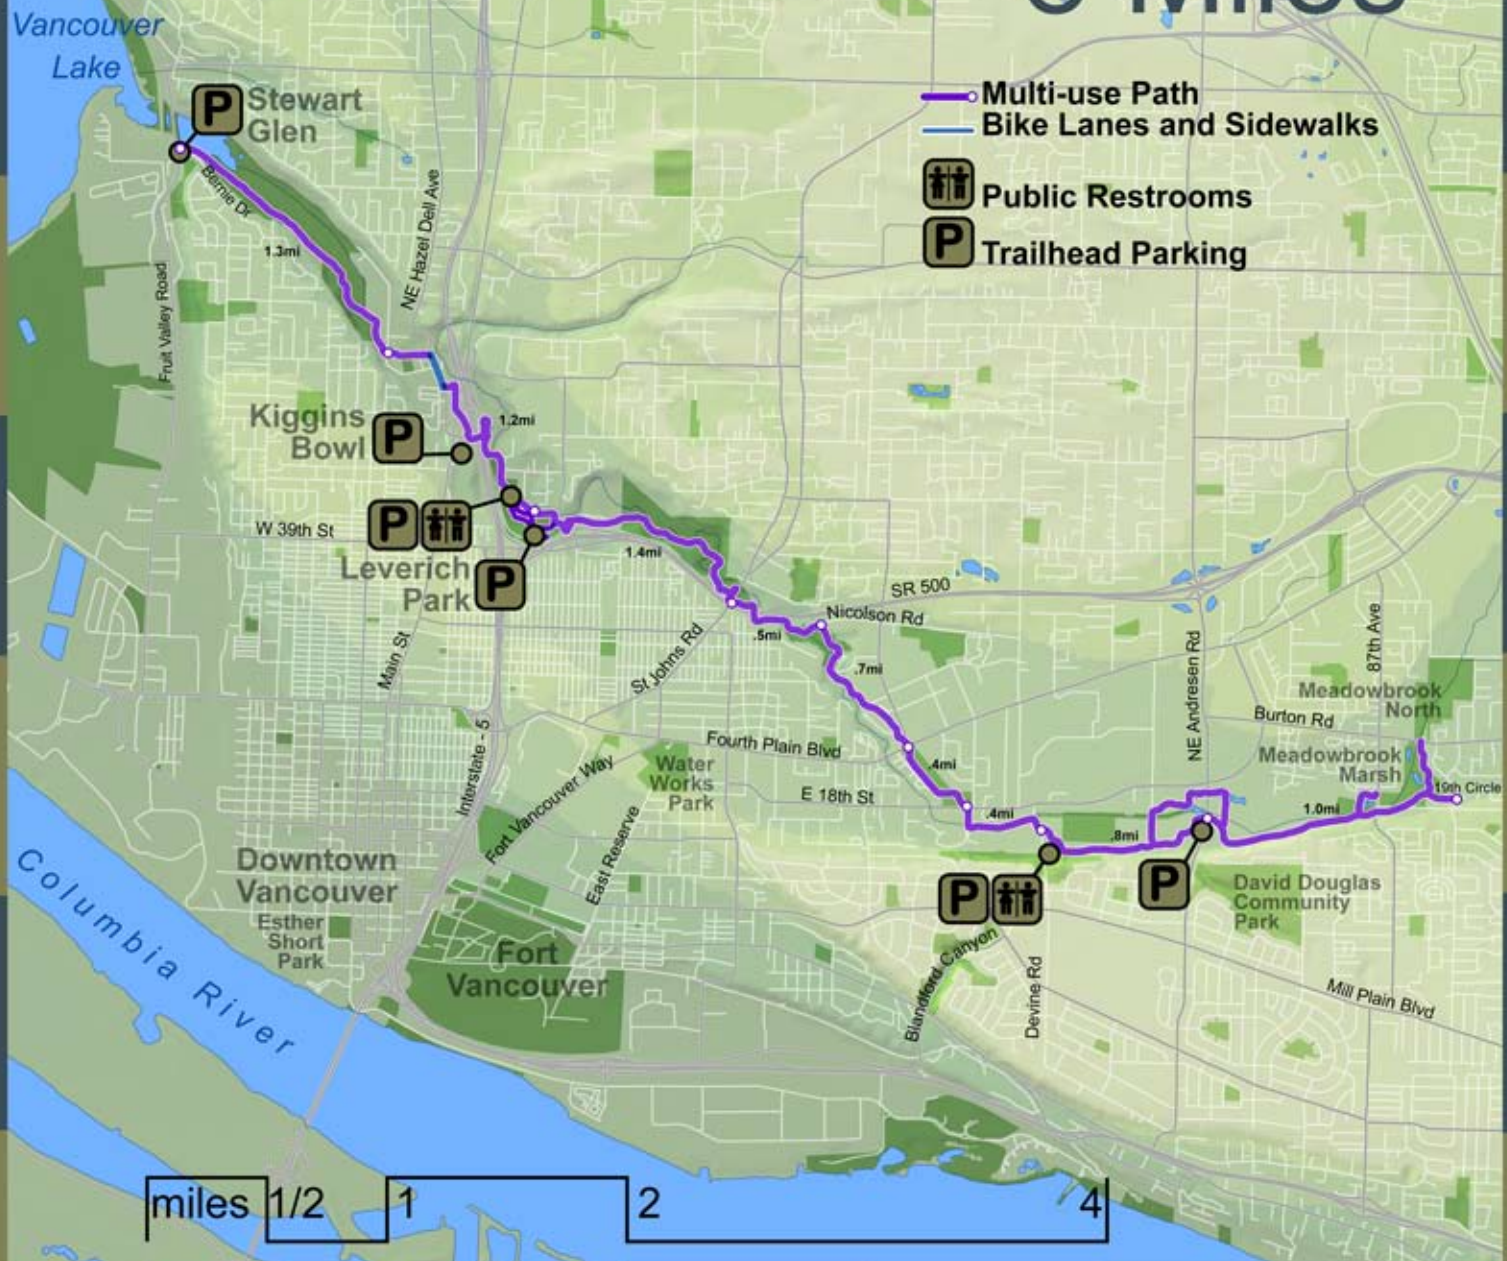 Miles
Vancouver
Lake
P
Stewart
Glen
Multi-use Path
Bike Lanes and Sidewalks
Public Restrooms
P
Trailhead Parking
Bernie Dr
1.3mi
NE Hazel Dell Ave
Fruit Valley Road
Kiggins
Bowl
P
1.2mi
P
W 39th St
Leverich
Park
P
1.4mi
SR 500
Nicolson Rd
.5mi
.7mi
Main St
St Johns Rd
NE Andresen Rd
87th Ave
Meadowbrook
North
Burton Rd
Meadowbrook
Marsh
19th Circle
1.0mi
Interstate - 5
Fourth Plain Blvd
.4mi
Water
Works
Park
E 18th St
.4mi
.8mi
Fort Vancouver Way
East Reserve
Downtown
Vancouver
Esther
Short
Park
P
P
David Douglas
Community
Park
Fort
Vancouver
Blandford Canyon
Devine Rd
Mill Plain Blvd
Columbia River
miles 1/2 1 2 4